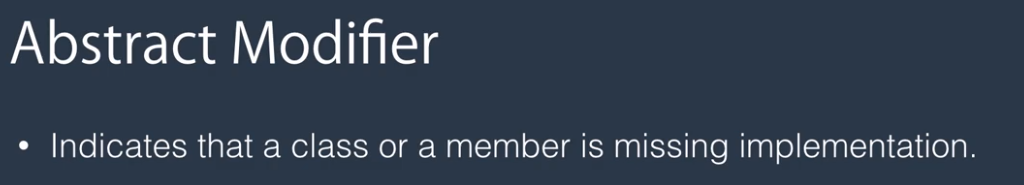 Abstract Modifier
• Indicates that a class or a member is missing implementation.